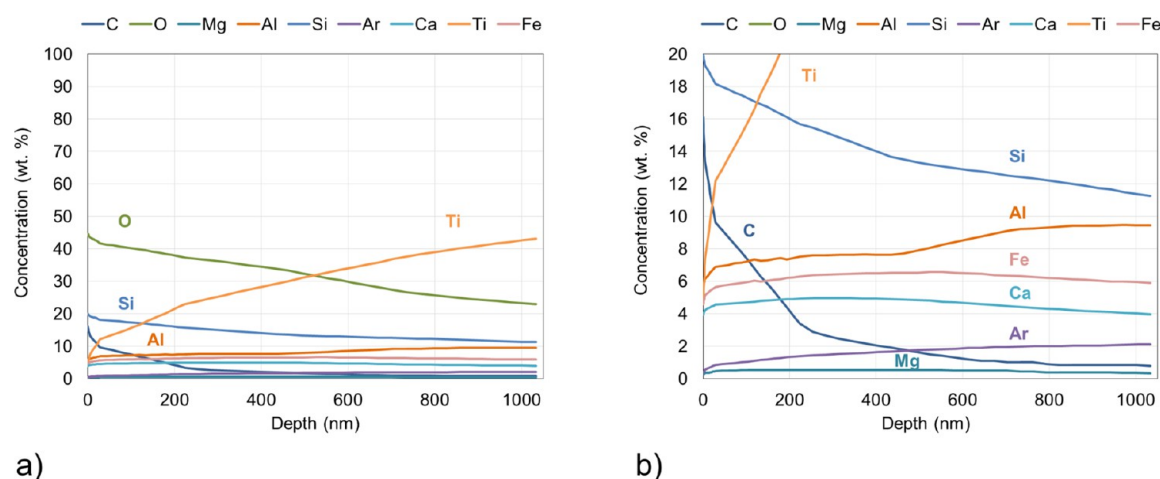 C O Mg Al Si Ar Ca Ti Fe
100
90
80
70
60
50
40
30
20
10
0
0 200 400 600 800 1000
Concentration (wt. %)
Depth (nm)
O
Ti
Si
Al
a)
C O Mg Al Si Ar Ca Ti Fe
20
18
16
14
12
10
8
6
4
2
0
0 200 400 600 800 1000
Concentration (wt. %)
Depth (nm)
Ti
Si
Al
C
Fe
Ca
Ar
Mg
b)